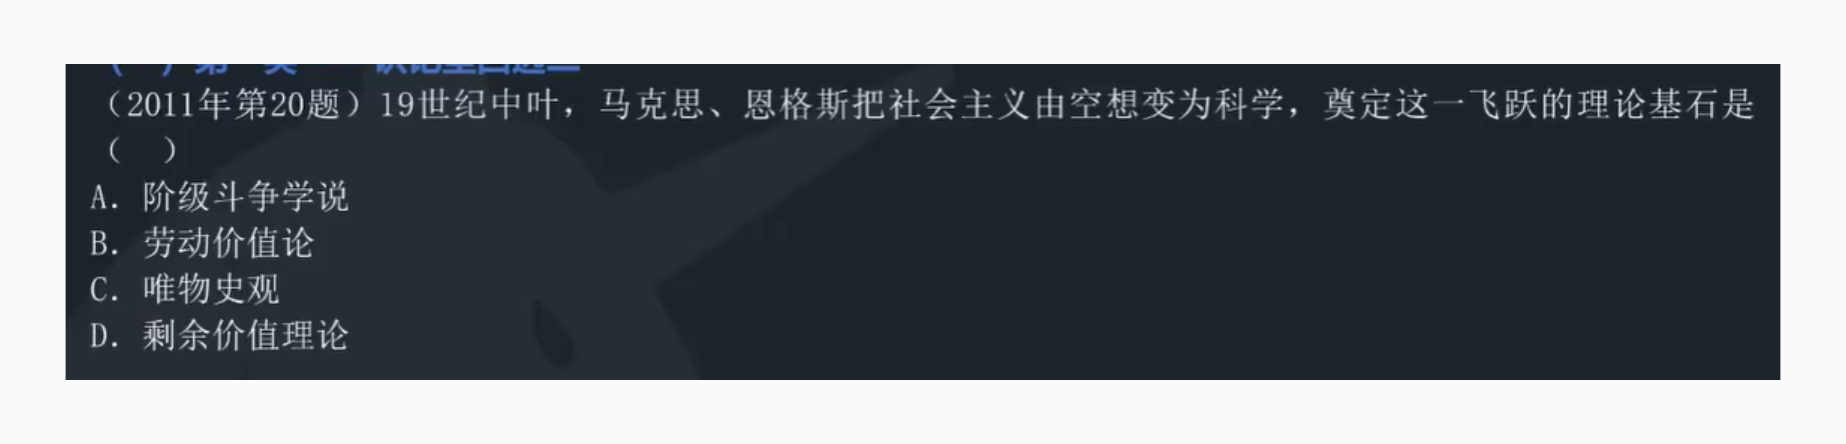 （2011年第20题）19世纪中叶，马克思、恩格斯把社会主义由空想变为科学，奠定这一飞跃的理论基石是
（ ）
A. 阶级斗争学说
B. 劳动价值论
C. 唯物史观
D. 剩余价值理论